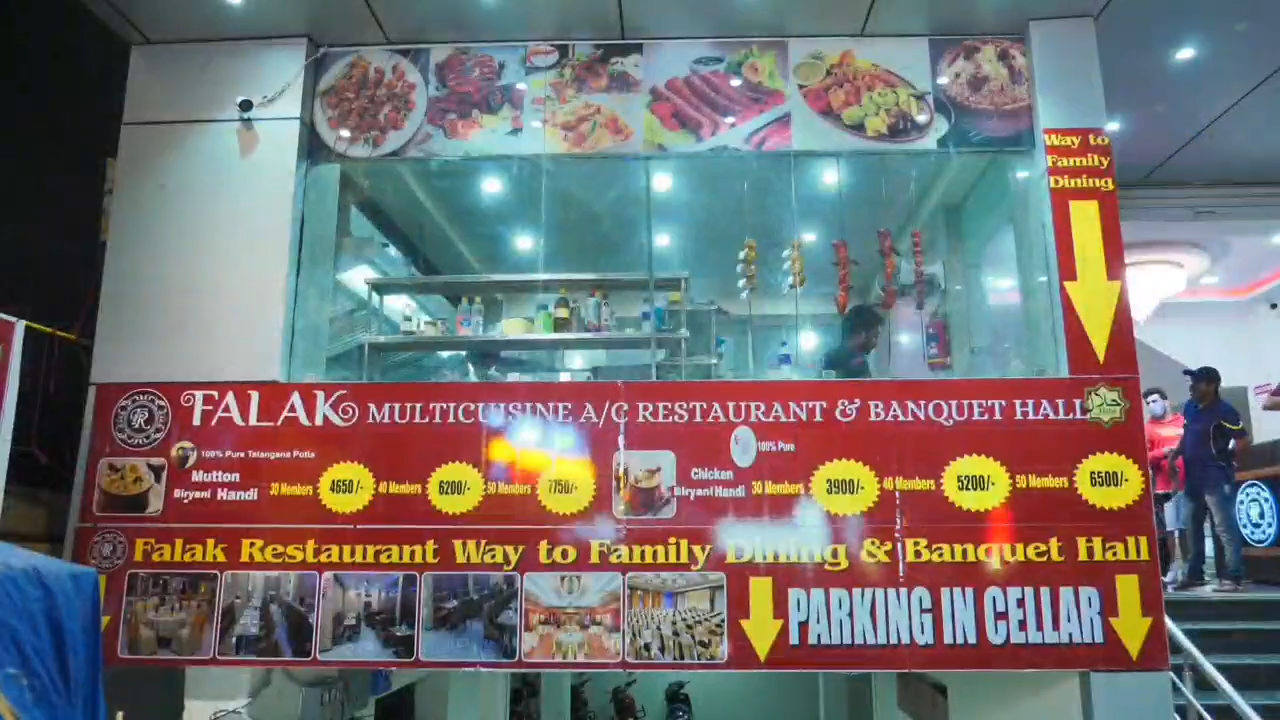 Way to
Family
Dining
FALAK MULTICUISINE A/C RESTAURANT & BANQUET HALL
حلال
100% Pure Talangana Potla
100% Pure
Mutton
Biryani Handi
30 Members 4650/- 40 Members 6200/- 50 Members 7750/-
Chicken
Biryani Handi
30 Members 3900/- 40 Members 5200/- 50 Members 6500/-
Falak Restaurant Way to Family Dining & Banquet Hall
PARKING IN CELLAR